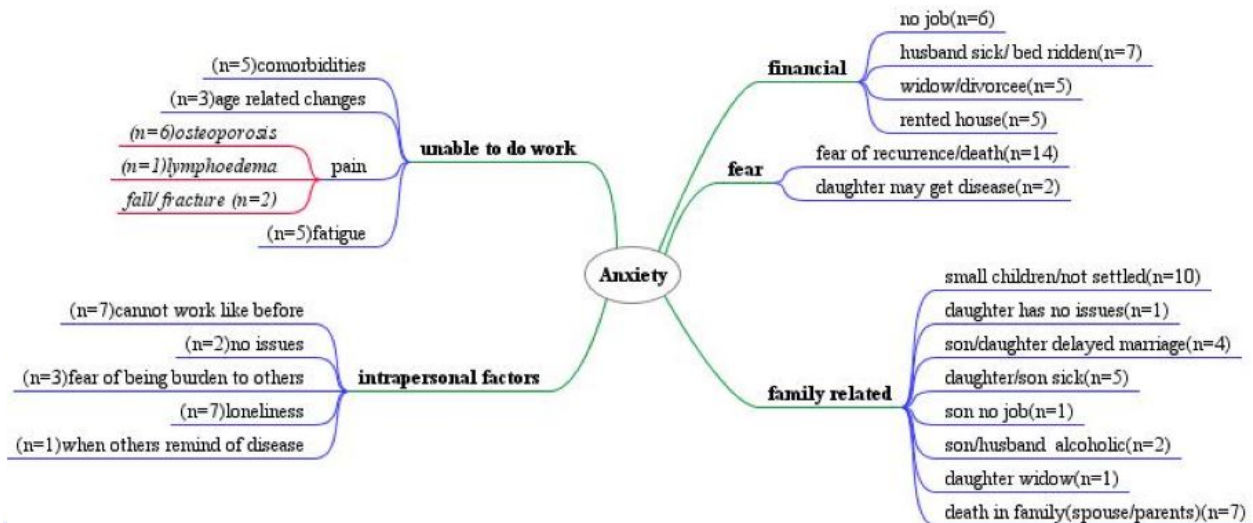 Anxiety
unable to do work
(n=5)comorbidities
(n=3)age related changes
pain
(n=6)osteoporosis
(n=1)lymphoedema
fall/ fracture (n=2)
(n=5)fatigue
intrapersonal factors
(n=7)cannot work like before
(n=2)no issues
(n=3)fear of being burden to others
(n=7)loneliness
(n=1)when others remind of disease
financial
no job(n=6)
husband sick/ bed ridden(n=7)
widow/divorcee(n=5)
rented house(n=5)
fear
fear of recurrence/death(n=14)
daughter may get disease(n=2)
family related
small children/not settled(n=10)
daughter has no issues(n=1)
son/daughter delayed marriage(n=4)
daughter/son sick(n=5)
son no job(n=1)
son/husband alcoholic(n=2)
daughter widow(n=1)
death in family(spouse/parents)(n=7)